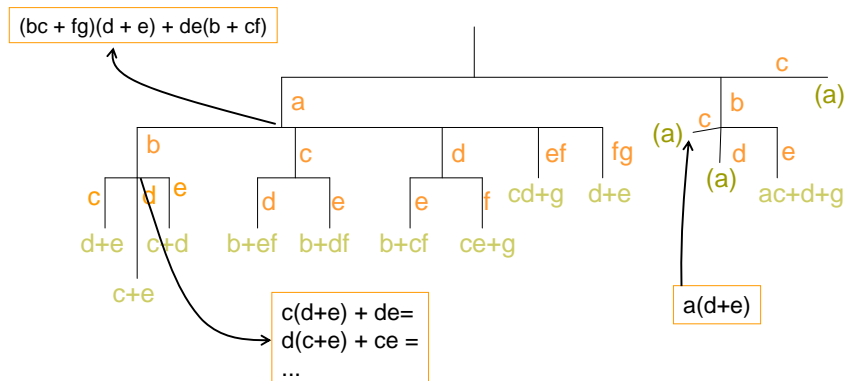 (bc + fg)(d + e) + de(b + cf)
c
a
b
(a)
c
(a)
b
c
d
ef
fg
d
e
(a)
c
d
e
d
e
e
f
cd+g
d+e
ac+d+g
d+e
c+d
b+ef
b+df
b+cf
ce+g
c+e
c(d+e) + de=
d(c+e) + ce =
...
a(d+e)